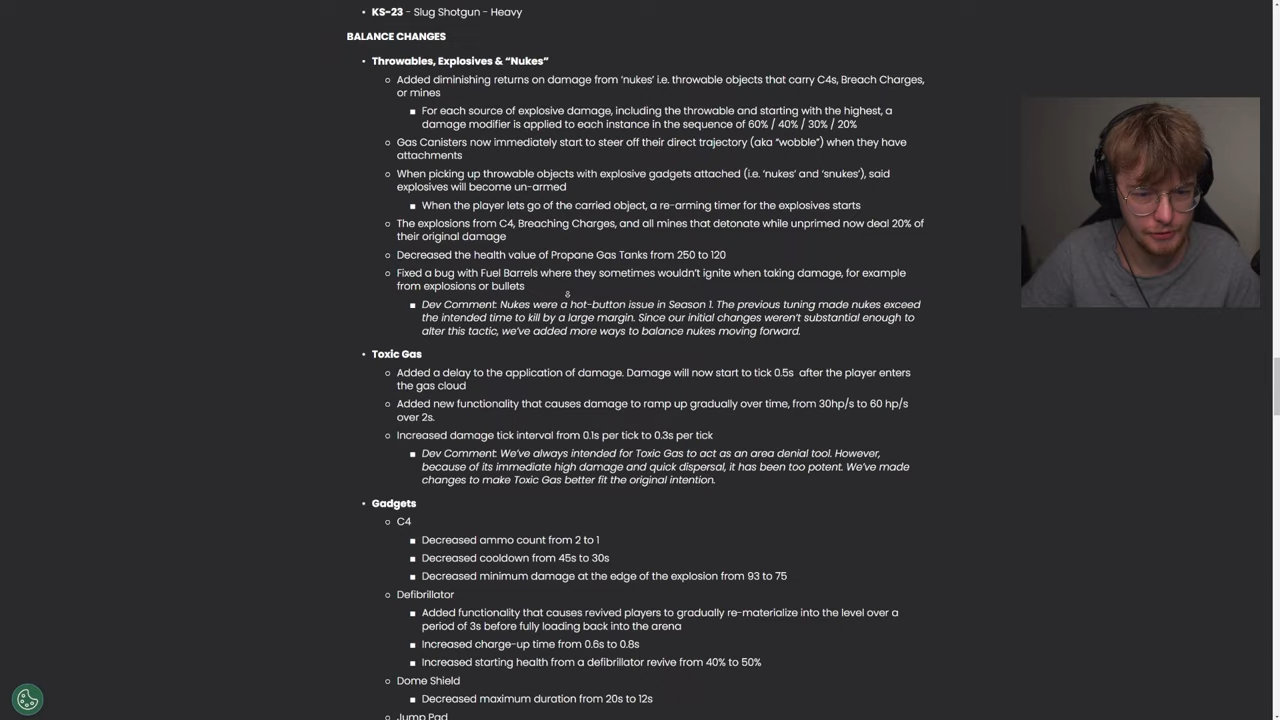 • KS-23 - Slug Shotgun - Heavy
BALANCE CHANGES
• Throwables, Explosives & “Nukes”
○ Added diminishing returns on damage from ‘nukes’ i.e. throwable objects that carry C4s, Breach Charges,
or mines
■ For each source of explosive damage, including the throwable and starting with the highest, a
damage modifier is applied to each instance in the sequence of 60% / 40% / 30% / 20%
○ Gas Canisters now immediately start to steer off their direct trajectory (aka “wobble”) when they have
attachments
○ When picking up throwable objects with explosive gadgets attached (i.e. ‘nukes’ and ‘snukes’), said
explosives will become un-armed
■ When the player lets go of the carried object, a re-arming timer for the explosives starts
○ The explosions from C4, Breaching Charges, and all mines that detonate while unprimed now deal 20% of
their original damage
○ Decreased the health value of Propane Gas Tanks from 250 to 120
○ Fixed a bug with Fuel Barrels where they sometimes wouldn’t ignite when taking damage, for example
from explosions or bullets
■ Dev Comment: Nukes were a hot-button issue in Season 1. The previous tuning made nukes exceed
the intended time to kill by a large margin. Since our initial changes weren’t substantial enough to
alter this tactic, we’ve added more ways to balance nukes moving forward.
• Toxic Gas
○ Added a delay to the application of damage. Damage will now start to tick 0.5s after the player enters
the gas cloud
○ Added new functionality that causes damage to ramp up gradually over time, from 30hp/s to 60 hp/s
over 2s.
○ Increased damage tick interval from 0.1s per tick to 0.3s per tick
■ Dev Comment: We’ve always intended for Toxic Gas to act as an area denial tool. However,
because of its immediate high damage and quick dispersal, it has been too potent. We’ve made
changes to make Toxic Gas better fit the original intention.
• Gadgets
○ C4
■ Decreased ammo count from 2 to 1
■ Decreased cooldown from 45s to 30s
■ Decreased minimum damage at the edge of the explosion from 93 to 75
○ Defibrillator
■ Added functionality that causes revived players to gradually re-materialize into the level over a
period of 3s before fully loading back into the arena
■ Increased charge-up time from 0.6s to 0.8s
■ Increased starting health from a defibrillator revive from 40% to 50%
○ Dome Shield
■ Decreased maximum duration from 20s to 12s
○ Jump Pad